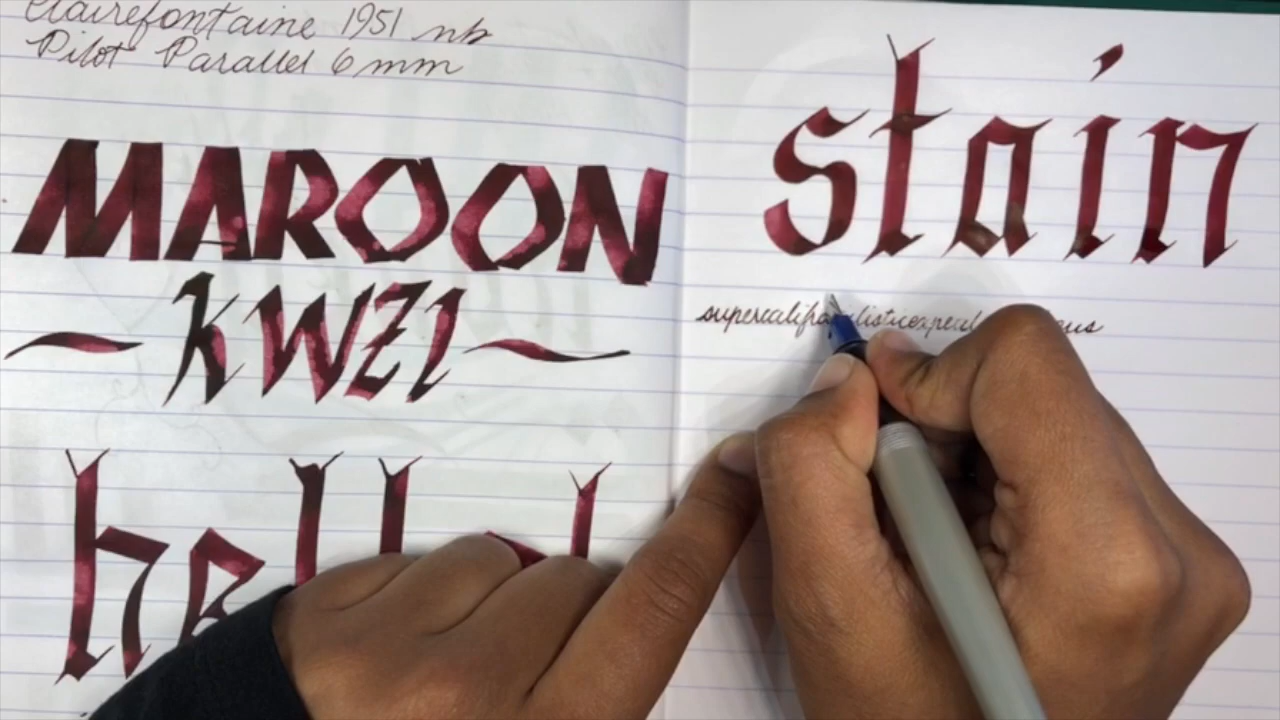 Clairefontaine 1951 nb
Pilot Parallel 6mm
MAROON
KWZI
stain